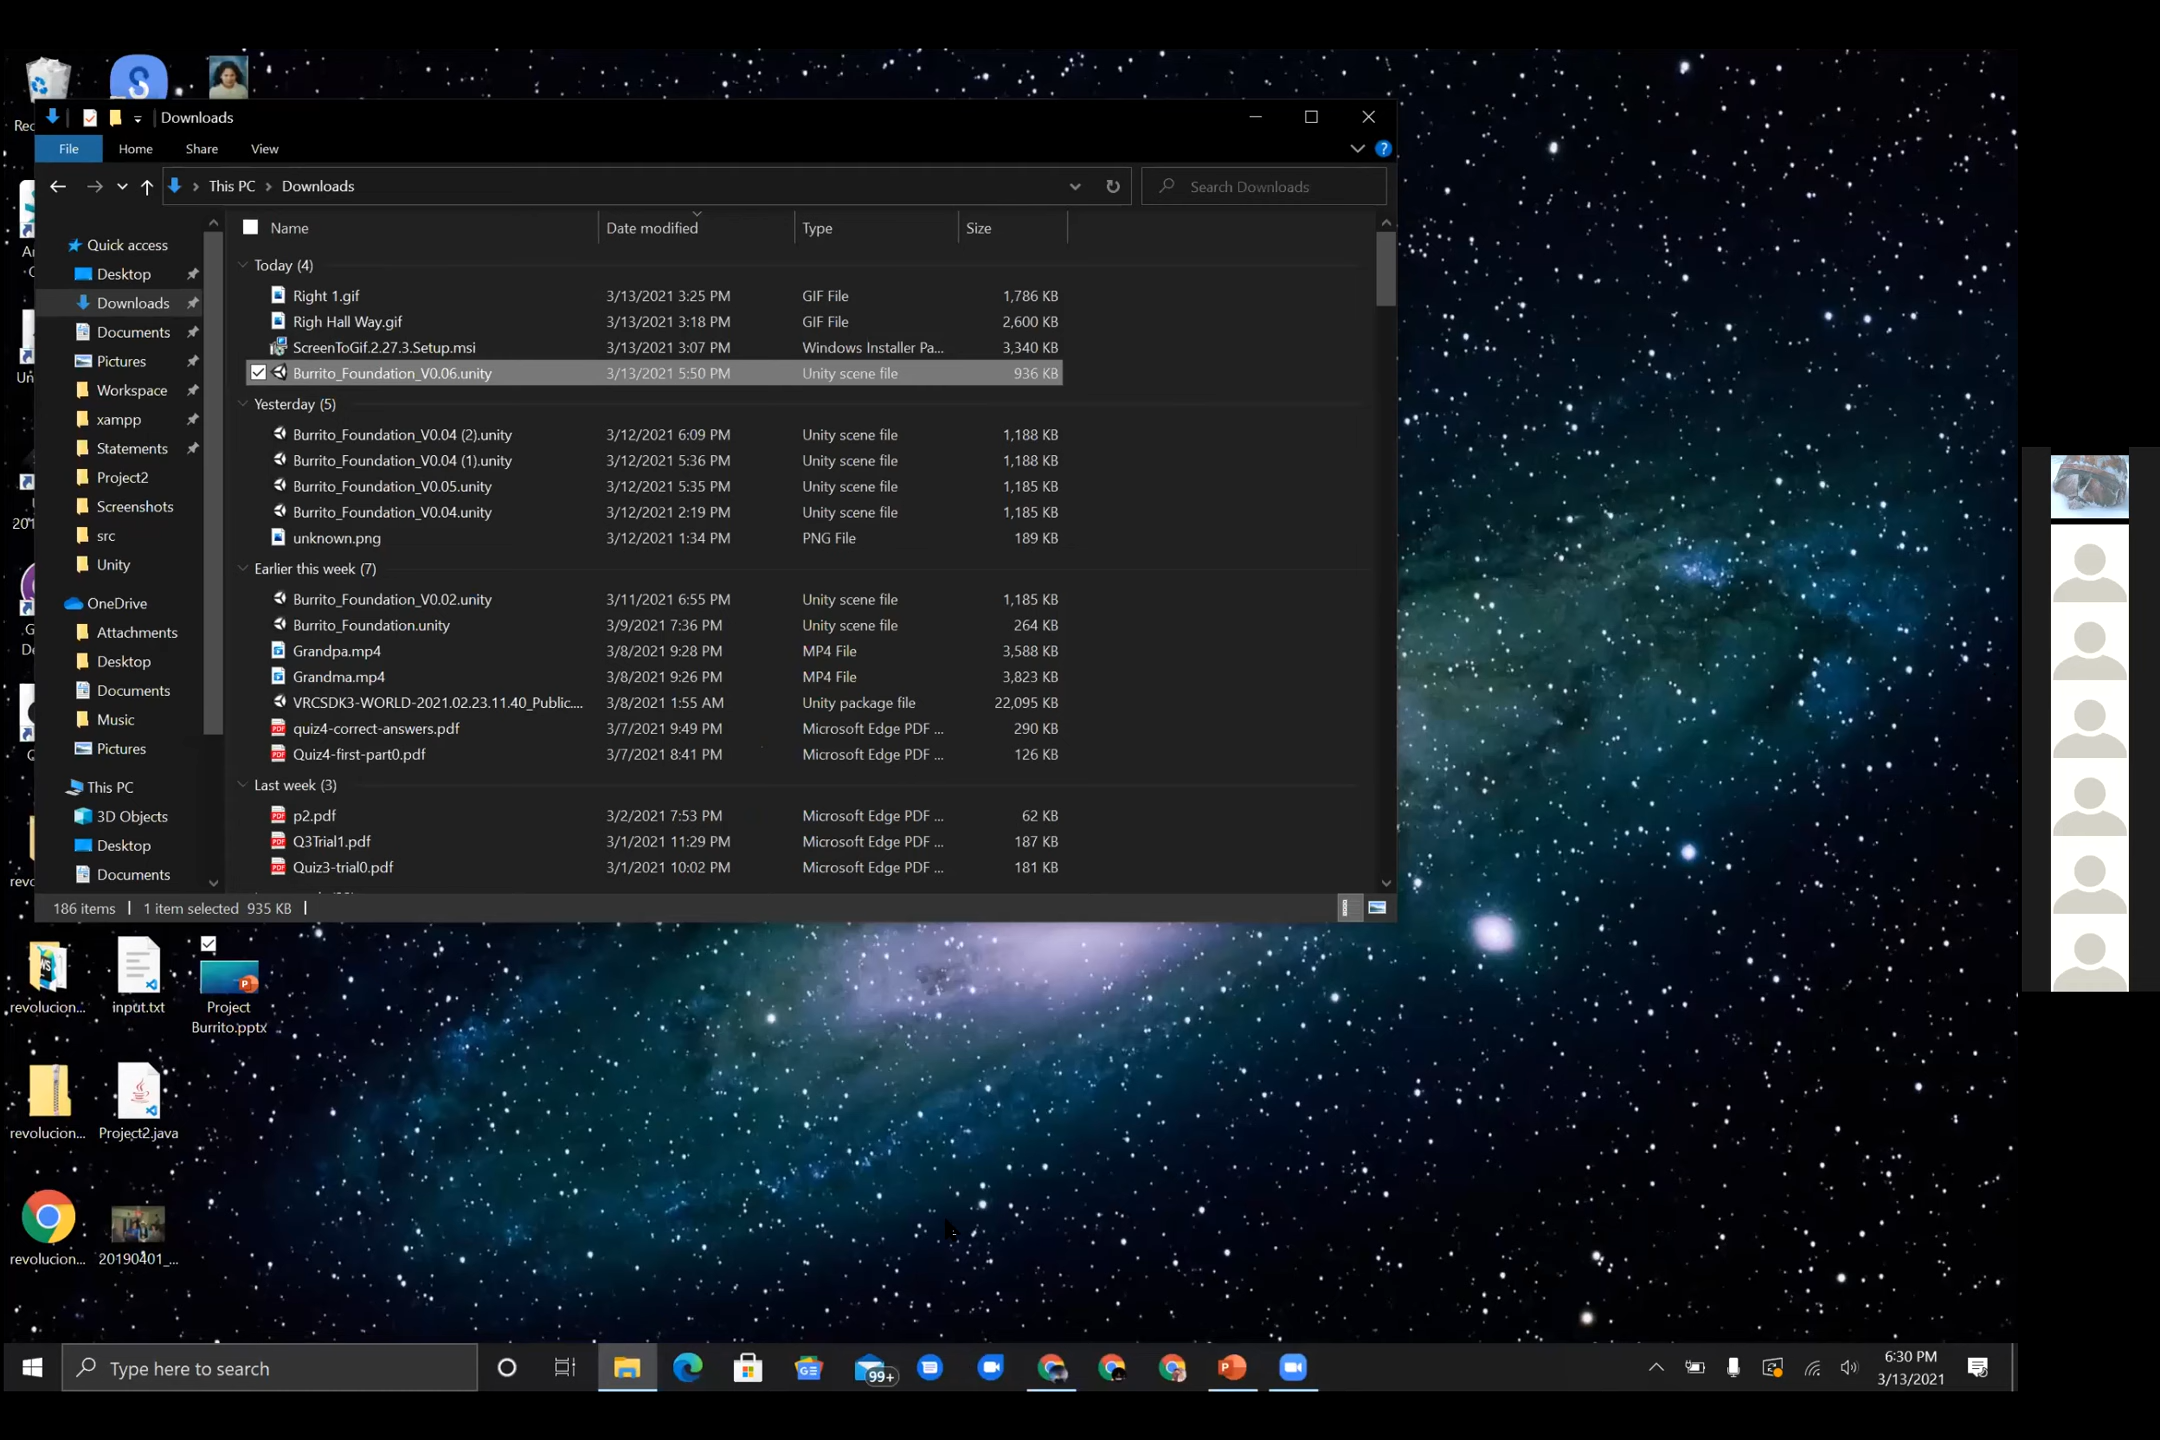 Downloads
File Home Share View
This PC Downloads Search Downloads
Name Date modified Type Size
Quick access
Desktop
Downloads
Documents
Pictures
Workspace
xampp
Statements
Project2
Screenshots
src
Unity
OneDrive
Attachments
Desktop
Documents
Music
Pictures
This PC
3D Objects
Desktop
Documents
Today (4)
Right 1.gif 3/13/2021 3:25 PM GIF File 1,786 KB
Righ Hall Way.gif 3/13/2021 3:18 PM GIF File 2,600 KB
ScreenToGif.2.27.3.Setup.msi 3/13/2021 3:07 PM Windows Installer Pa... 3,340 KB
Burrito_Foundation_V0.06.unity 3/13/2021 5:50 PM Unity scene file 936 KB
Yesterday (5)
Burrito_Foundation_V0.04 (2).unity 3/12/2021 6:09 PM Unity scene file 1,188 KB
Burrito_Foundation_V0.04 (1).unity 3/12/2021 5:36 PM Unity scene file 1,188 KB
Burrito_Foundation_V0.05.unity 3/12/2021 5:35 PM Unity scene file 1,185 KB
Burrito_Foundation_V0.04.unity 3/12/2021 2:19 PM Unity scene file 1,185 KB
unknown.png 3/12/2021 1:34 PM PNG File 189 KB
Earlier this week (7)
Burrito_Foundation_V0.02.unity 3/11/2021 6:55 PM Unity scene file 1,185 KB
Burrito_Foundation.unity 3/9/2021 7:36 PM Unity scene file 264 KB
Grandpa.mp4 3/8/2021 9:28 PM MP4 File 3,588 KB
Grandma.mp4 3/8/2021 9:26 PM MP4 File 3,823 KB
VRCSDK3-WORLD-2021.02.23.11.40_Public.... 3/8/2021 1:55 AM Unity package file 22,095 KB
quiz4-correct-answers.pdf 3/7/2021 9:49 PM Microsoft Edge PDF ... 290 KB
Quiz4-first-part0.pdf 3/7/2021 8:41 PM Microsoft Edge PDF ... 126 KB
Last week (3)
p2.pdf 3/2/2021 7:53 PM Microsoft Edge PDF ... 62 KB
Q3Trial1.pdf 3/1/2021 11:29 PM Microsoft Edge PDF ... 187 KB
Quiz3-trial0.pdf 3/1/2021 10:02 PM Microsoft Edge PDF ... 181 KB
186 items 1 item selected 935 KB
revolucion... input.txt Project
Burrito.pptx
revolucion... Project2.java
revolucion... 20190401_...
Type here to search
99+
6:30 PM
3/13/2021